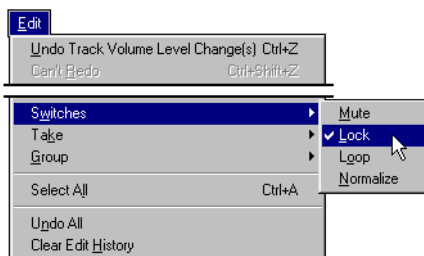 Edit
Undo Track Volume Level Change(s) Ctrl+Z
Can't Redo Ctrl+Shift+Z
Switches
Take
Group
Select All Ctrl+A
Undo All
Clear Edit History
Mute
Lock
Loop
Normalize